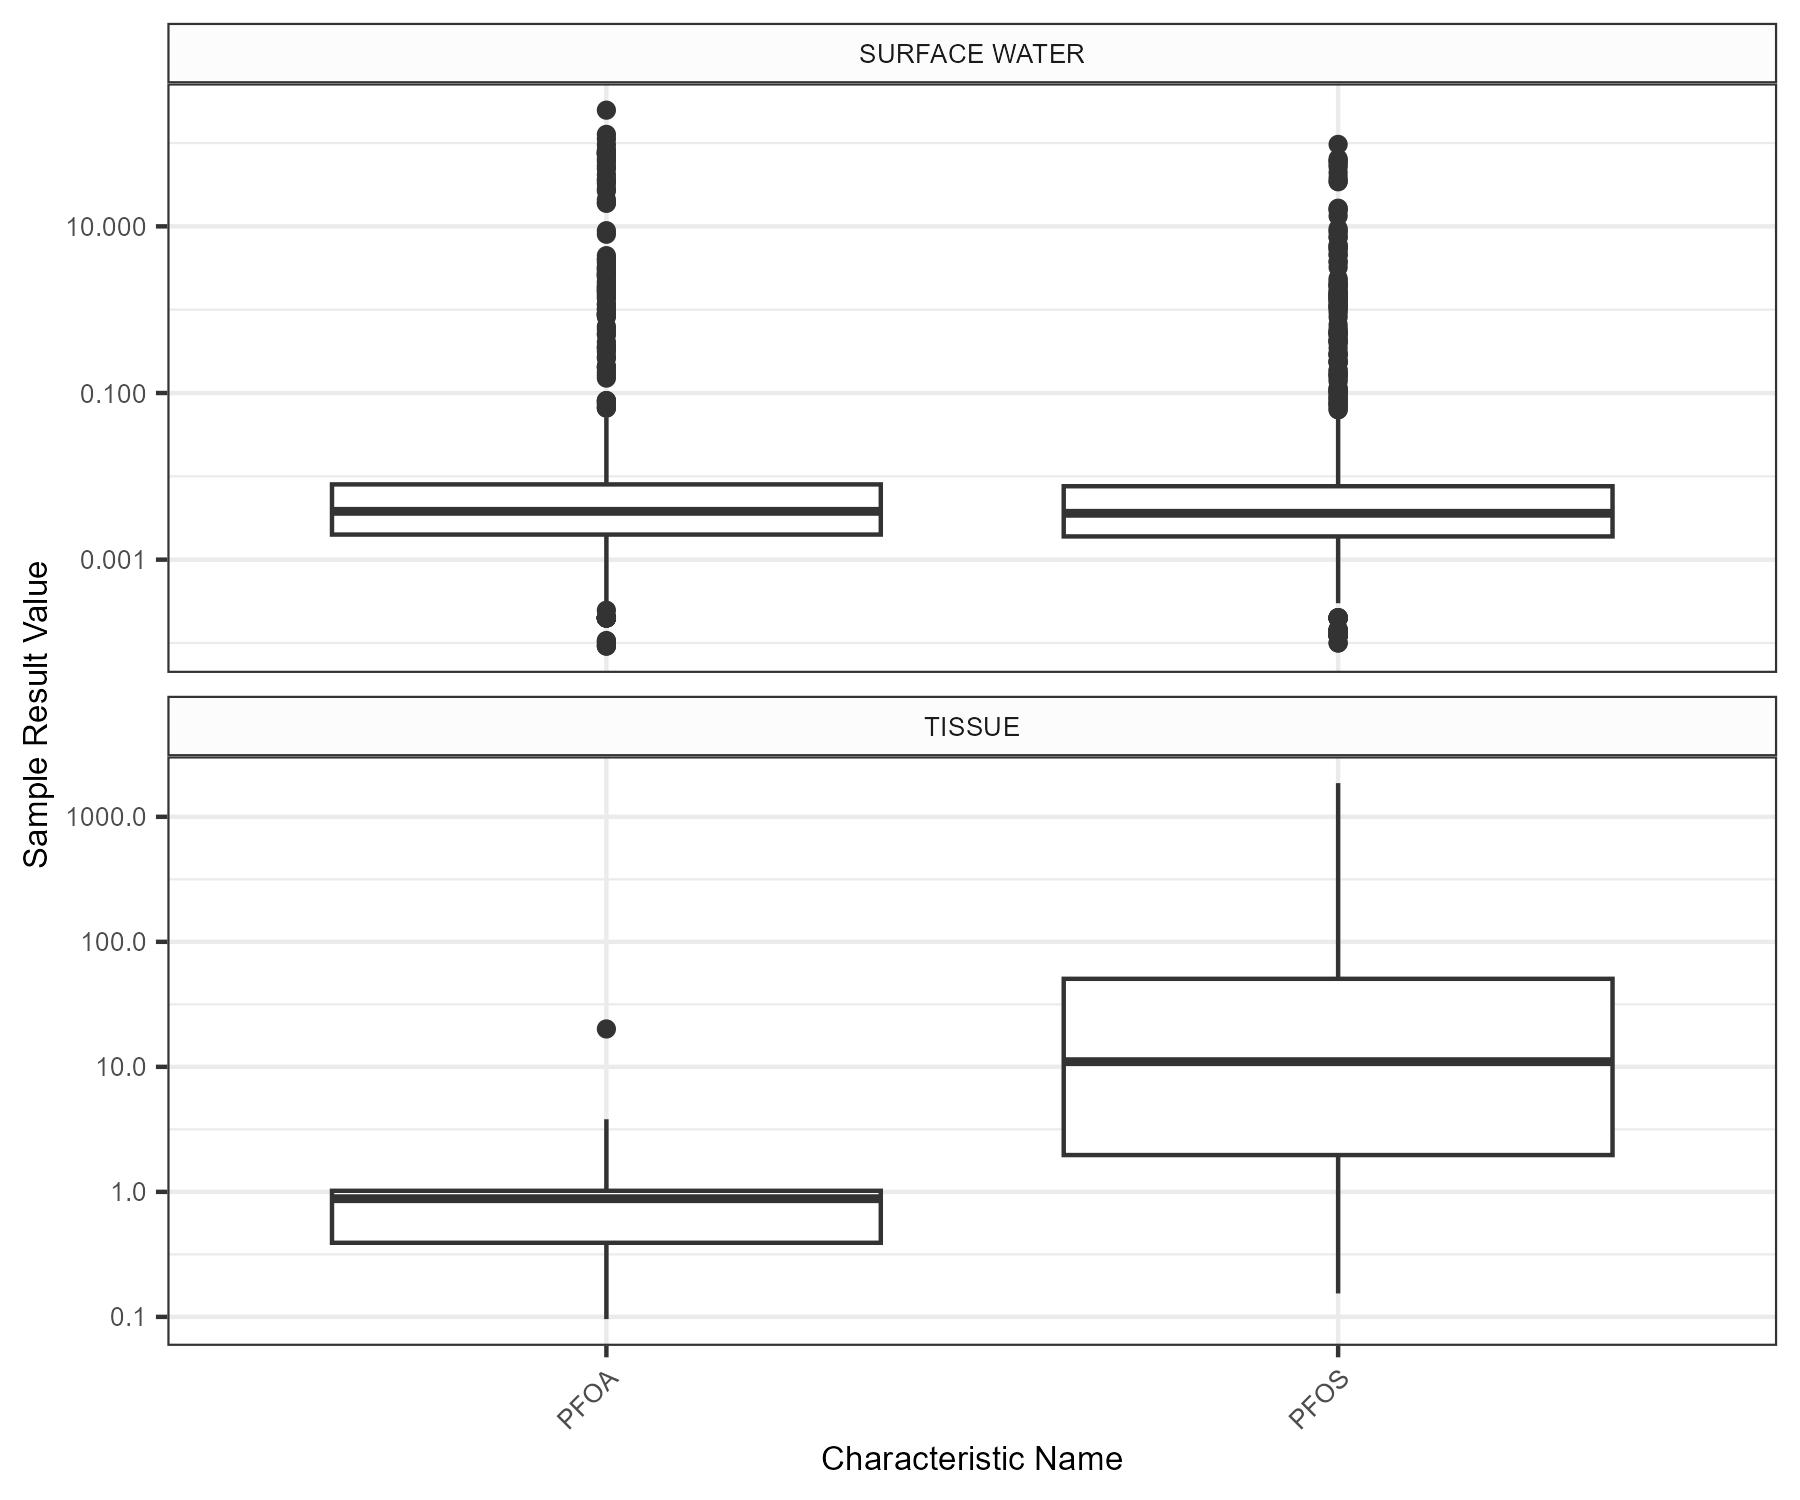 SURFACE WATER
10.000
0.100
0.001
Sample Result Value
TISSUE
1000.0
100.0
10.0
1.0
0.1
PFOA
PFOS
Characteristic Name